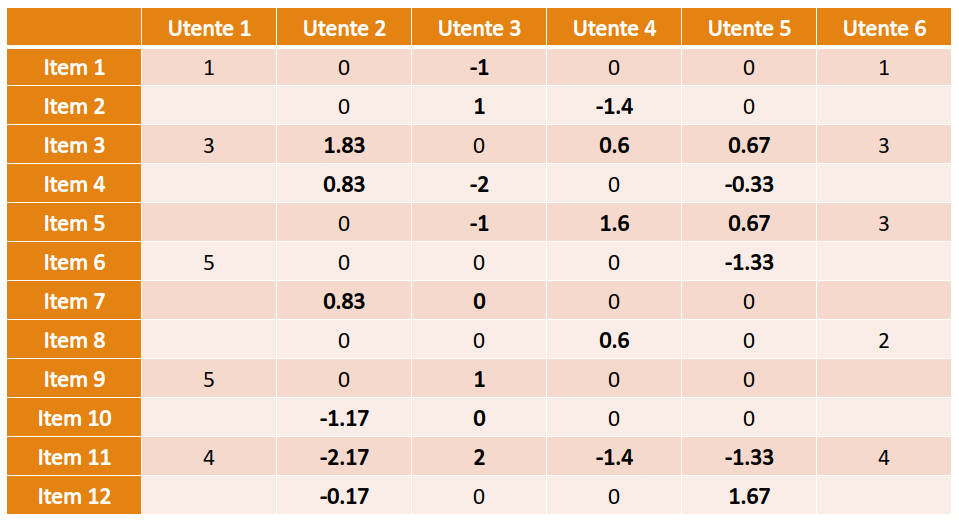 Utente 1 Utente 2 Utente 3 Utente 4 Utente 5 Utente 6
Item 1 1 0 -1 0 0 1
Item 2 0 1 -1.4 0
Item 3 3 1.83 0 0.6 0.67 3
Item 4 0.83 -2 0 -0.33
Item 5 0 -1 1.6 0.67 3
Item 6 5 0 0 0 -1.33
Item 7 0.83 0 0 0
Item 8 0 0 0.6 0 2
Item 9 5 0 1 0 0
Item 10 -1.17 0 0 0
Item 11 4 -2.17 2 -1.4 -1.33 4
Item 12 -0.17 0 0 1.67